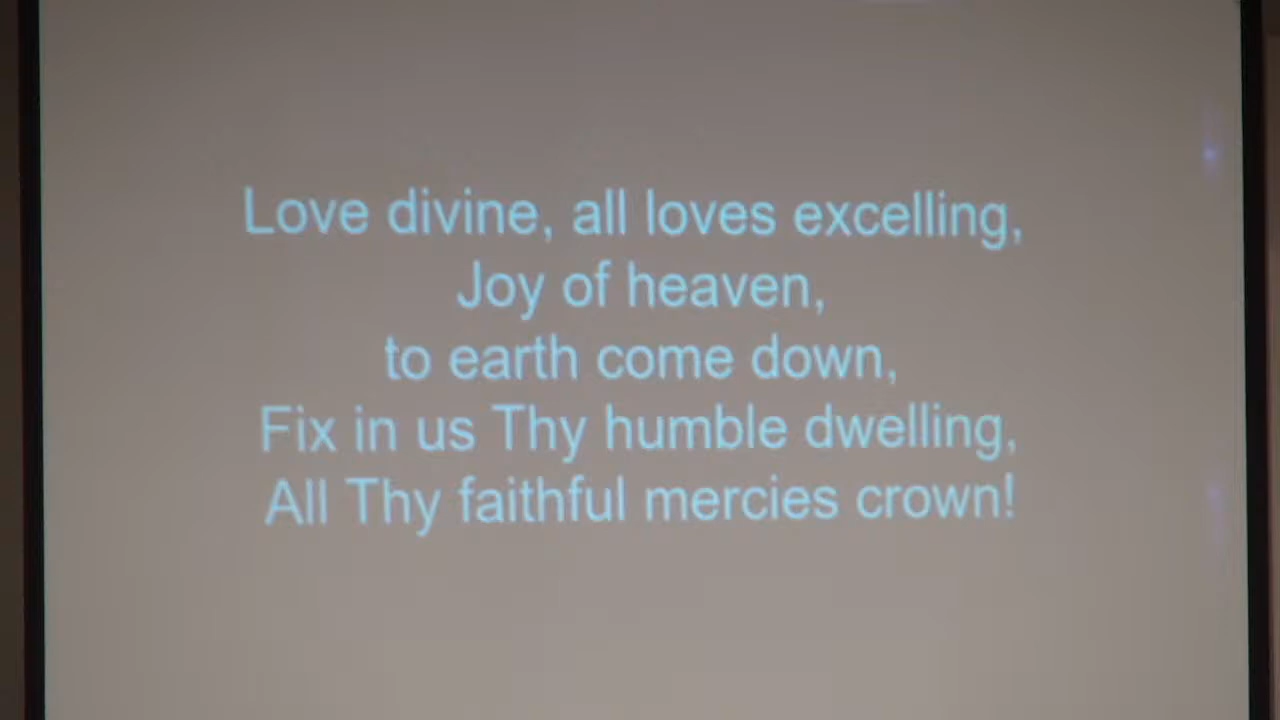 Love divine, all loves excelling,
Joy of heaven,
to earth come down,
Fix in us Thy humble dwelling,
All Thy faithful mercies crown!